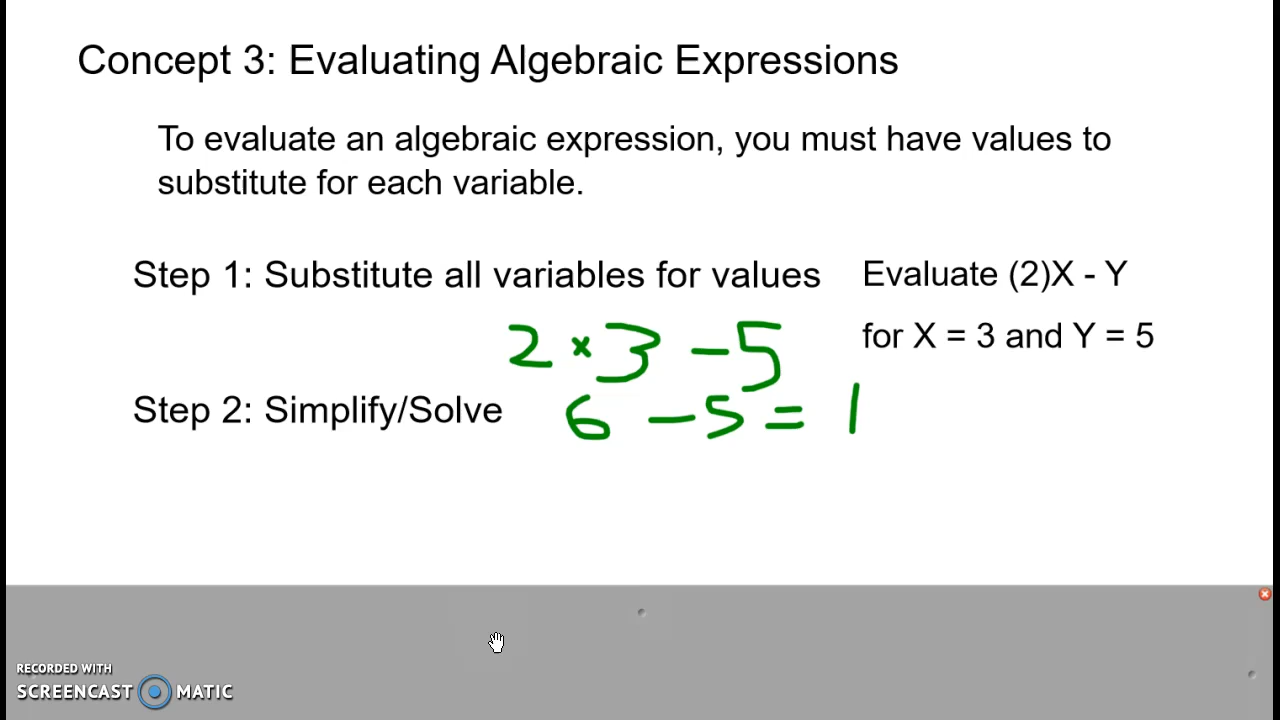 Concept 3: Evaluating Algebraic Expressions
To evaluate an algebraic expression, you must have values to
substitute for each variable.
Step 1: Substitute all variables for values
Evaluate (2)X - Y
for X = 3 and Y = 5
2 × 3 - 5
Step 2: Simplify/Solve
6 - 5 = 1
RECORDED WITH
SCREENCAST MATIC